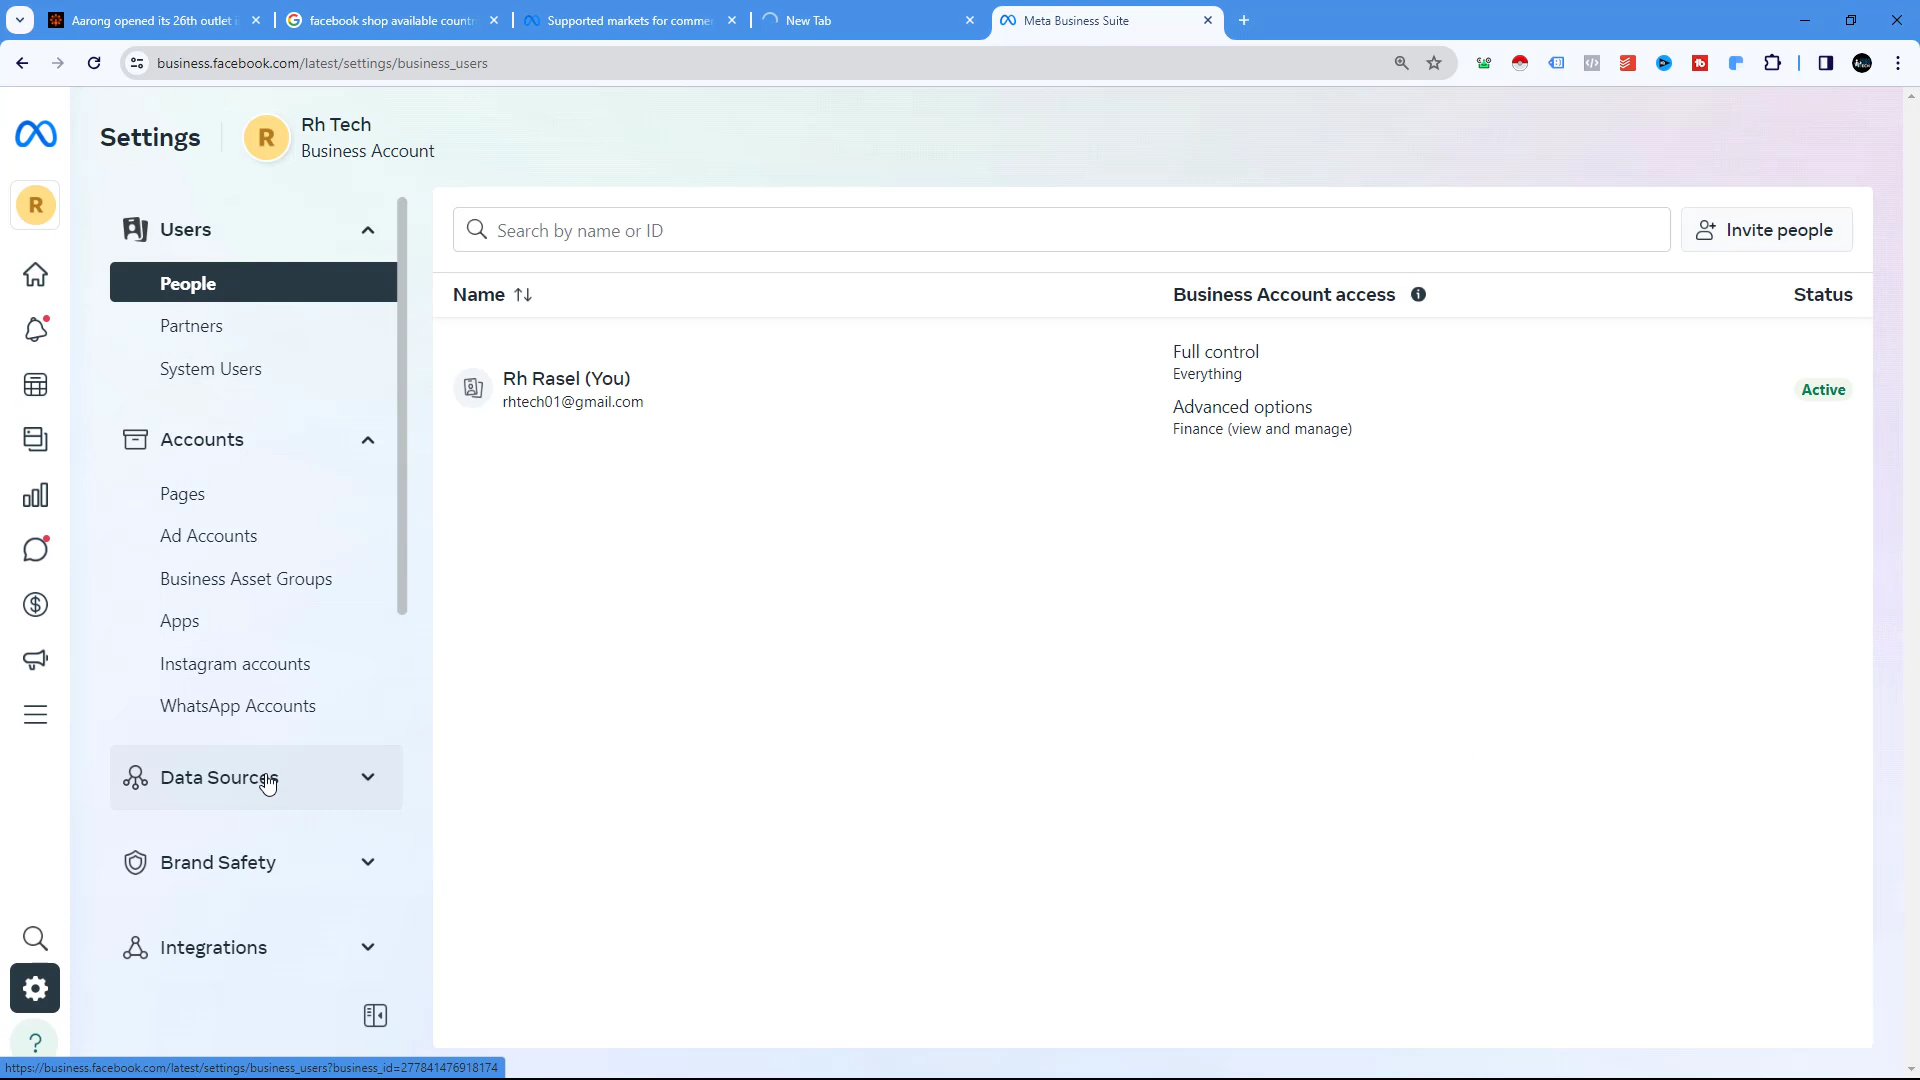 Aarong opened its 26th outlet i
facebook shop available countr
Supported markets for comme
New Tab
Meta Business Suite
business.facebook.com/latest/settings/business_users
Settings
R
Rh Tech
Business Account
R
Users
People
Partners
System Users
Accounts
Pages
Ad Accounts
Business Asset Groups
Apps
Instagram accounts
WhatsApp Accounts
Data Sources
Brand Safety
Integrations
Search by name or ID
Invite people
Name
Business Account access
Status
Rh Rasel (You)
rhtech01@gmail.com
Full control
Everything
Advanced options
Finance (view and manage)
Active
https://business.facebook.com/latest/settings/business_users?business_id=277841476918174